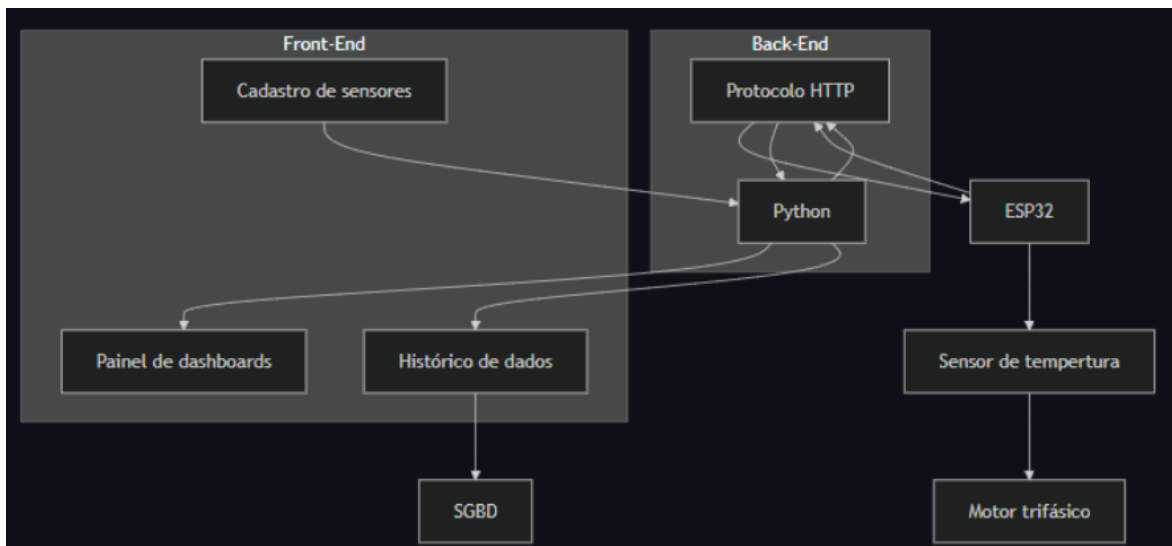 Front-End
Back-End
Cadastro de sensores
Protocolo HTTP
Python
ESP32
Painel de dashboards
Histórico de dados
Sensor de tempertura
SGBD
Motor trifásico